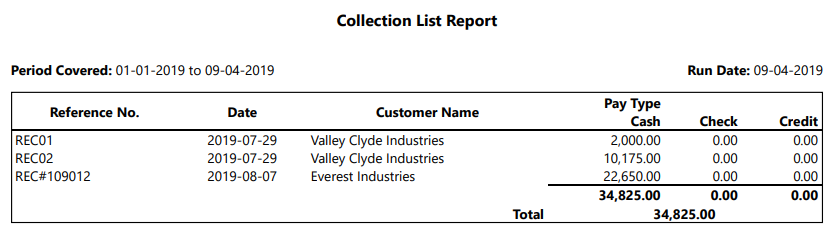 Collection List Report
Period Covered: 01-01-2019 to 09-04-2019 Run Date: 09-04-2019
Pay Type
Reference No. Date Customer Name Cash Check Credit
REC01 2019-07-29 Valley Clyde Industries 2,000.00 0.00 0.00
REC02 2019-07-29 Valley Clyde Industries 10,175.00 0.00 0.00
REC#109012 2019-08-07 Everest Industries 22,650.00 0.00 0.00
34,825.00 0.00 0.00
Total 34,825.00